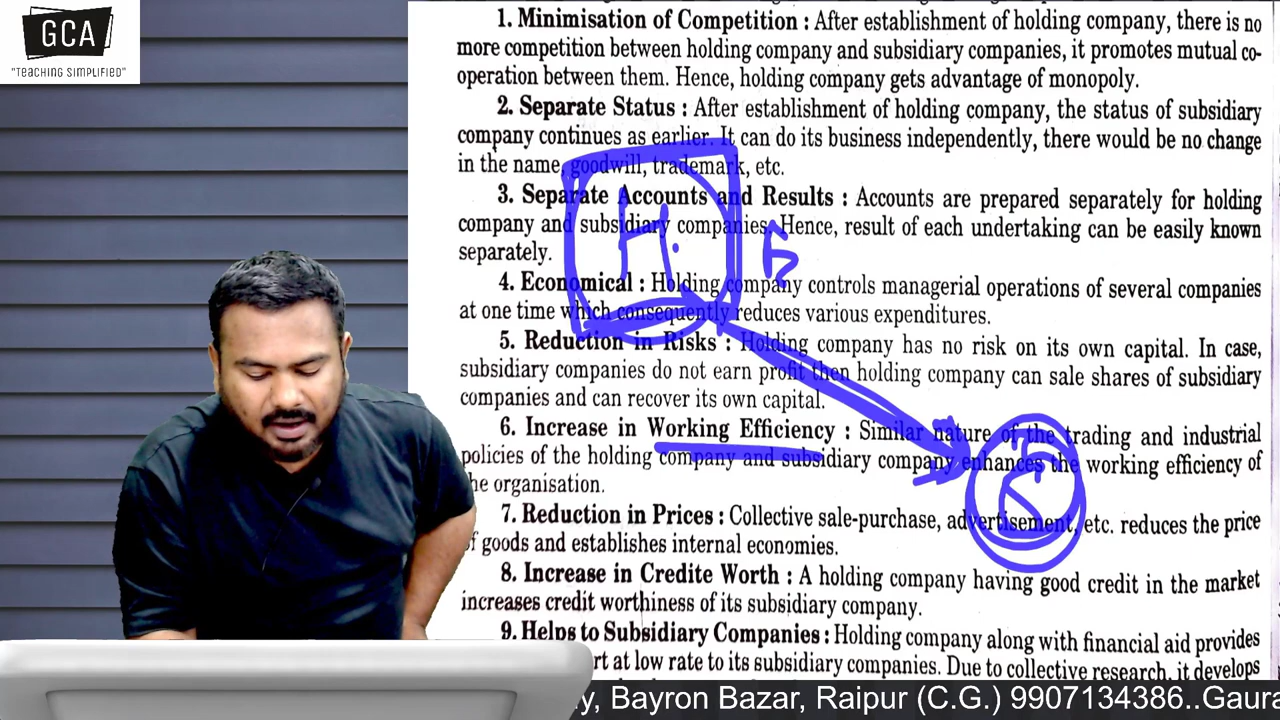 GCA
"TEACHING SIMPLIFIED"
1. Minimisation of Competition : After establishment of holding company, there is no
more competition between holding company and subsidiary companies, it promotes mutual co-
operation between them. Hence, holding company gets advantage of monopoly.
2. Separate Status : After establishment of holding company, the status of subsidiary
company continues as earlier. It can do its business independently, there would be no change
in the name, goodwill, trademark, etc.
3. Separate Accounts and Results : Accounts are prepared separately for holding
company and subsidiary companies. Hence, result of each undertaking can be easily known
separately.
4. Economical : Holding company controls managerial operations of several companies
at one time which consequently reduces various expenditures.
5. Reduction in Risks : Holding company has no risk on its own capital. In case,
subsidiary companies do not earn profit then holding company can sale shares of subsidiary
companies and can recover its own capital.
6. Increase in Working Efficiency : Similar nature of the trading and industrial
policies of the holding company and subsidiary company enhances the working efficiency of
he organisation.
7. Reduction in Prices : Collective sale-purchase, advertisement, etc. reduces the price
of goods and establishes internal economies.
8. Increase in Credite Worth : A holding company having good credit in the market
increases credit worthiness of its subsidiary company.
9. Helps to Subsidiary Companies : Holding company along with financial aid provides
rt at low rate to its subsidiary companies. Due to collective research, it develops
H.
S
y, Bayron Bazar, Raipur (C.G.) 9907134386..Gaura